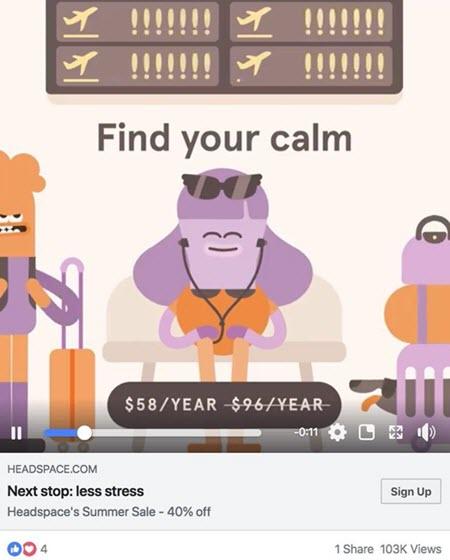 !!!!!!! !!!!!!!
!!!!!!! !!!!!!!
Find your calm
$58/YEAR $96/YEAR
-0:11
HEADSPACE.COM
Next stop: less stress
Sign Up
Headspace's Summer Sale - 40% off
4
1 Share 103K Views